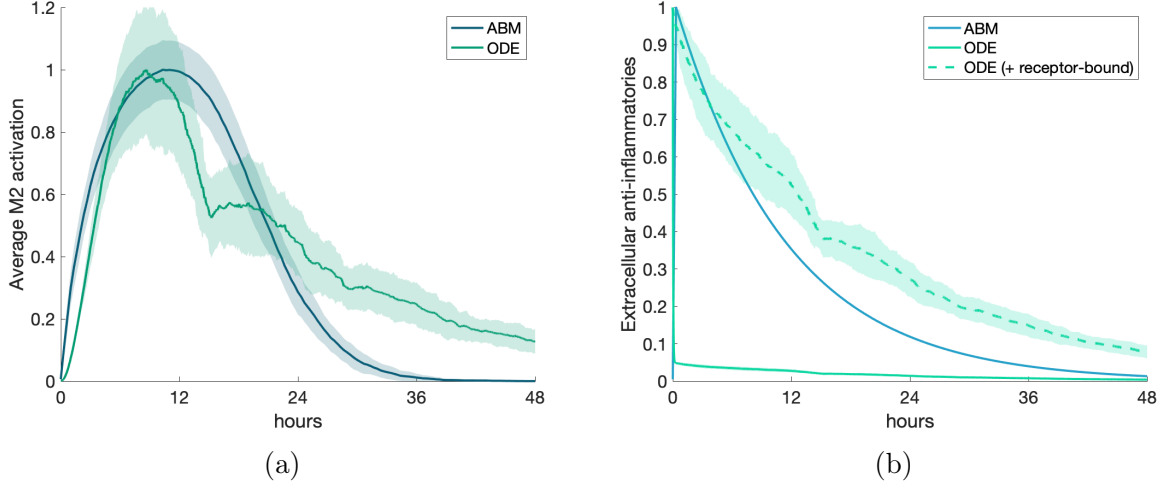 1.2
1
0.8
0.6
0.4
0.2
0
Average M2 activation
ABM
ODE
0 12 24 36 48
hours
(a)
1
0.9
0.8
0.7
0.6
0.5
0.4
0.3
0.2
0.1
0
Extracellular anti-inflammatories
ABM
ODE
ODE (+ receptor-bound)
0 12 24 36 48
hours
(b)